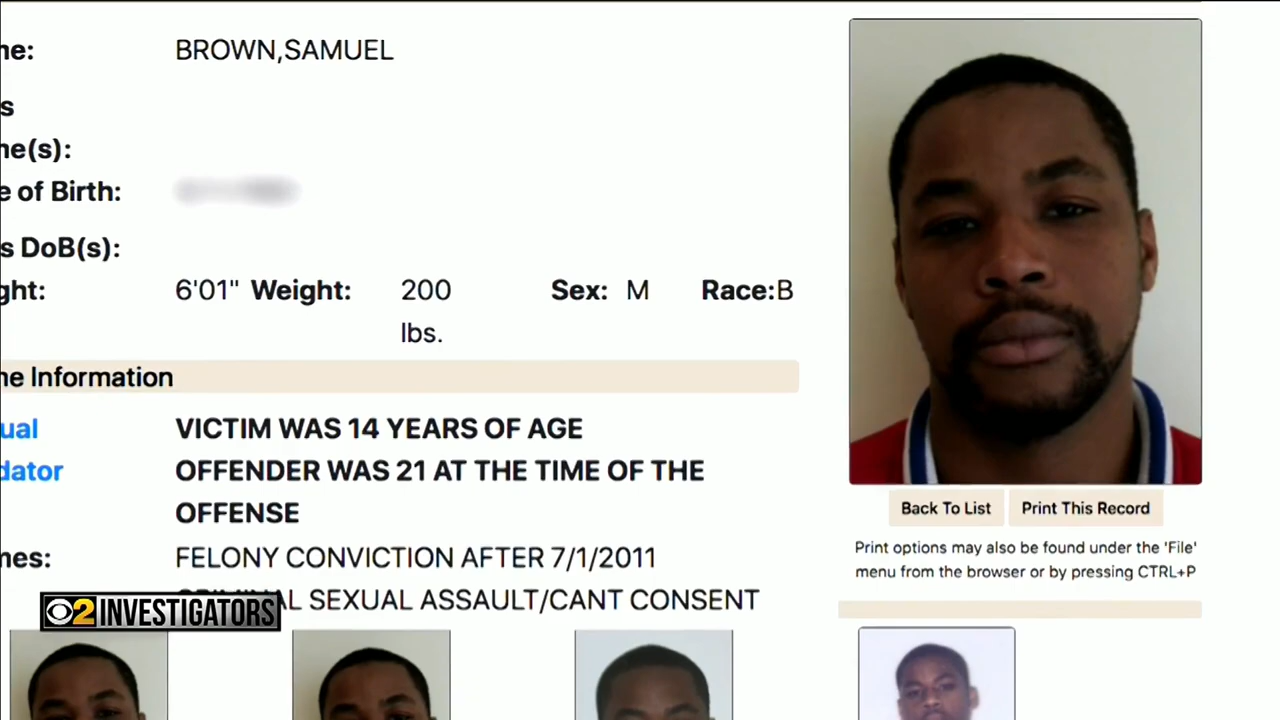 ne:
BROWN,SAMUEL
s
ne(s):
e of Birth:
s DoB(s):
ght: 6'01" Weight: 200 lbs. Sex: M Race:B
ne Information
ual
dator
VICTIM WAS 14 YEARS OF AGE
OFFENDER WAS 21 AT THE TIME OF THE
OFFENSE
nes: FELONY CONVICTION AFTER 7/1/2011
SEXUAL ASSAULT/CANT CONSENT
Back To List Print This Record
Print options may also be found under the 'File'
menu from the browser or by pressing CTRL+P
2 INVESTIGATORS